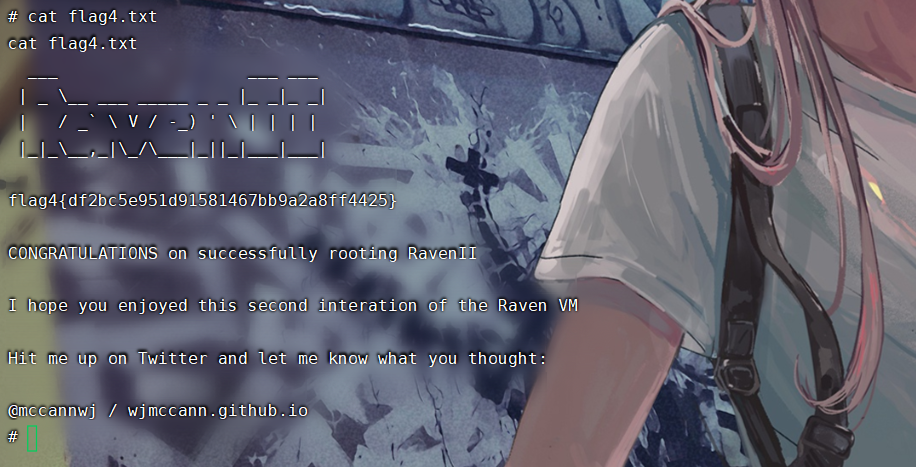 # cat flag4.txt
cat flag4.txt
  ___                   ___ ___
 | _ \__ ___ _____ _ _ |_ _|_ _|
 |   / _` \ V / -_) ' \ | | | |
 |_|_\__,_|\_/\___|_||_|___|___|
flag4{df2bc5e951d91581467bb9a2a8ff4425}
CONGRATULATIONS on successfully rooting RavenII
I hope you enjoyed this second interation of the Raven VM
Hit me up on Twitter and let me know what you thought:
@mccannwj / wjmccann.github.io
#